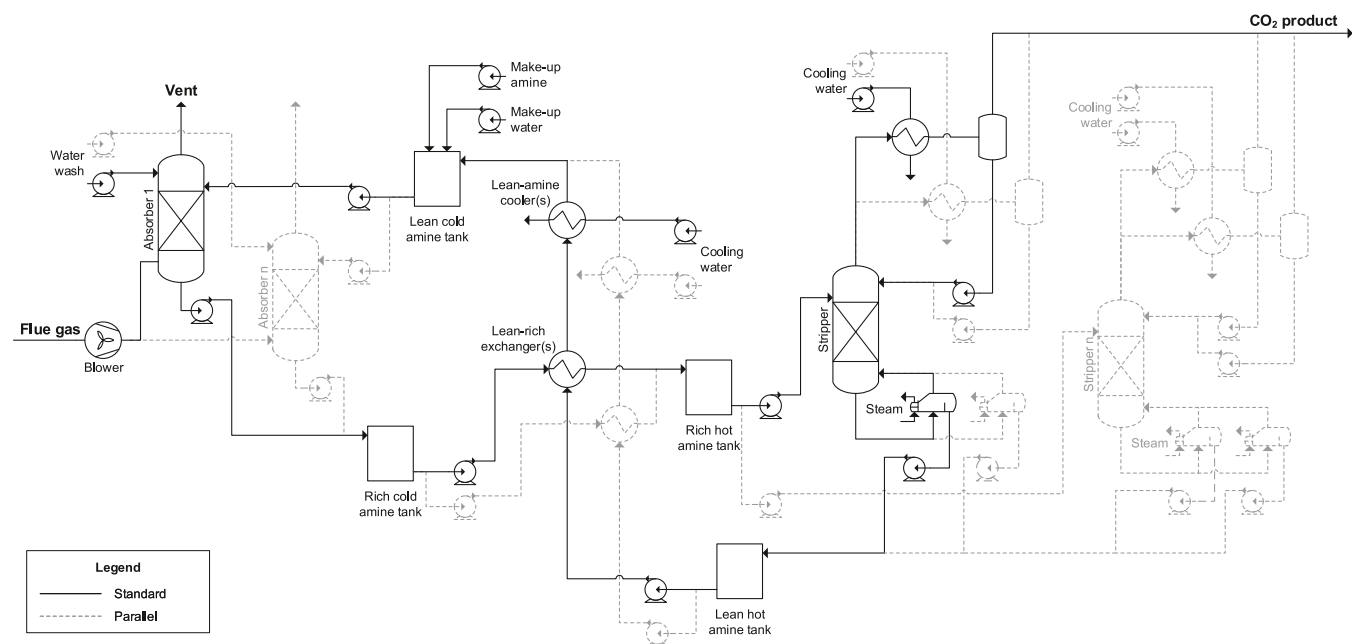 CO₂ product
Make-up
amine
Cooling
water
Vent
Make-up
water
Cooling
water
Water
wash
Absorber 1
Lean cold
amine tank
Lean-amine
cooler(s)
Cooling
water
Absorber n
Flue gas
Blower
Lean-rich
exchanger(s)
Stripper
Stripper n
Rich hot
amine tank
Steam
Steam
Rich cold
amine tank
Legend
Standard
Parallel
Lean hot
amine tank